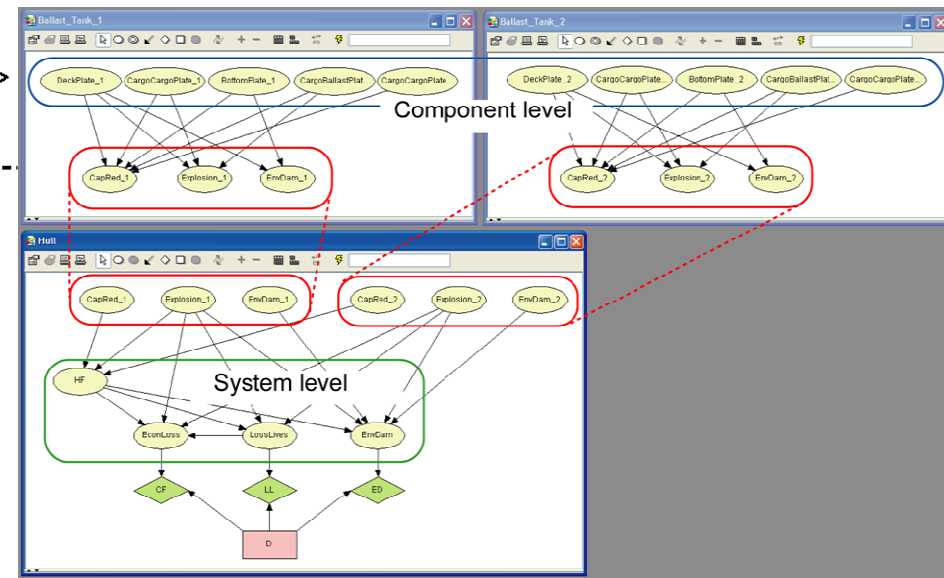 Ballast_Tank_1
Ballast_Tank_2
DeckPlate_1 CargoCargoPlate_1 BottomPlate_1 CargoBallastPlat CargoCargoPlate
DeckPlate_2 CargoCargoPlate... BottomPlate_2 CargoBallastPlat... CargoCargoPlate...
Component level
CapRed_1 Explosion_1 EnvDam_1
CapRed_2 Explosion_2 EnvDam_2
Hull
CapRed_1 Explosion_1 EnvDam_1 CapRed_2 Explosion_2 EnvDam_2
HF
System level
EconLoss LossLives EnvDam
CF LL ED
D